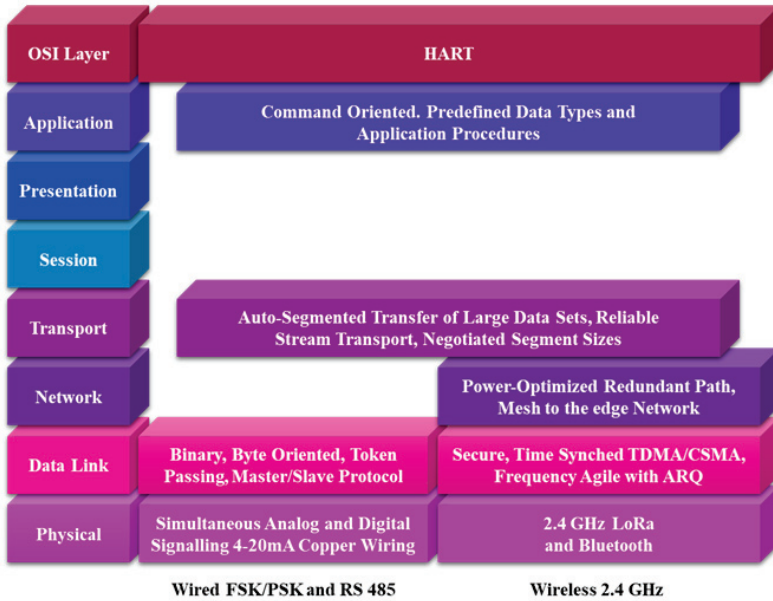 OSI Layer
HART
Application
Command Oriented. Predefined Data Types and
Application Procedures
Presentation
Session
Transport
Auto-Segmented Transfer of Large Data Sets, Reliable
Stream Transport, Negotiated Segment Sizes
Network
Power-Optimized Redundant Path,
Mesh to the edge Network
Data Link
Binary, Byte Oriented, Token
Passing, Master/Slave Protocol
Secure, Time Synched TDMA/CSMA,
Frequency Agile with ARQ
Physical
Simultaneous Analog and Digital
Signalling 4-20mA Copper Wiring
2.4 GHz LoRa
and Bluetooth
Wired FSK/PSK and RS 485
Wireless 2.4 GHz